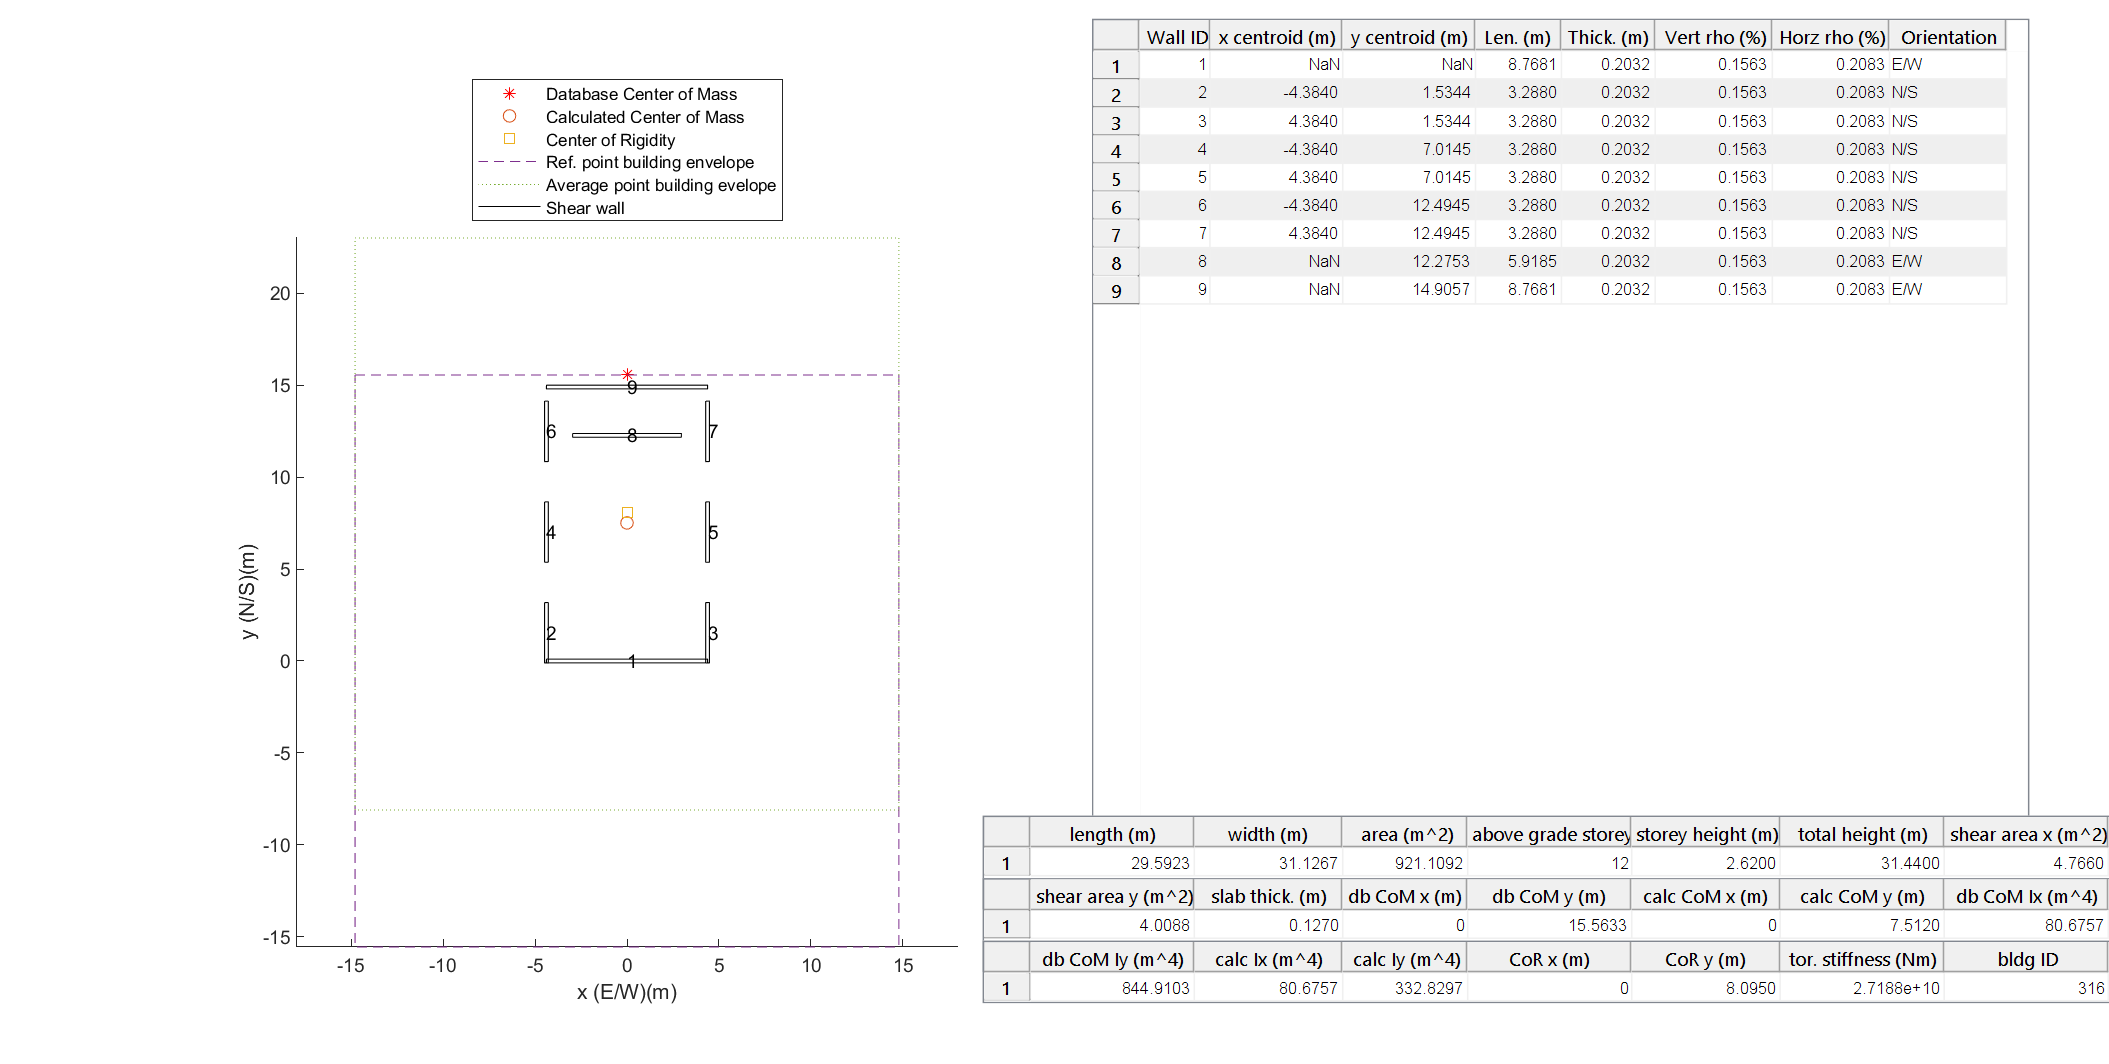 Database Center of Mass
Calculated Center of Mass
Center of Rigidity
Ref. point building envelope
Average point building evelope
Shear wall
20
15
10
5
0
-5
-10
-15
-15
-10
-5
0
5
10
15
y (N/S)(m)
x (E/W)(m)
9
6
8
7
4
5
2
3
1
Wall ID x centroid (m) y centroid (m) Len. (m) Thick. (m) Vert rho (%) Horz rho (%) Orientation
1 1 NaN NaN 8.7681 0.2032 0.1563 0.2083 E/W
2 2 -4.3840 1.5344 3.2880 0.2032 0.1563 0.2083 N/S
3 3 4.3840 1.5344 3.2880 0.2032 0.1563 0.2083 N/S
4 4 -4.3840 7.0145 3.2880 0.2032 0.1563 0.2083 N/S
5 5 4.3840 7.0145 3.2880 0.2032 0.1563 0.2083 N/S
6 6 -4.3840 12.4945 3.2880 0.2032 0.1563 0.2083 N/S
7 7 4.3840 12.4945 3.2880 0.2032 0.1563 0.2083 N/S
8 8 NaN 12.2753 5.9185 0.2032 0.1563 0.2083 E/W
9 9 NaN 14.9057 8.7681 0.2032 0.1563 0.2083 E/W
length (m) width (m) area (m^2) above grade storey storey height (m) total height (m) shear area x (m^2)
1 29.5923 31.1267 921.1092 12 2.6200 31.4400 4.7660
shear area y (m^2) slab thick. (m) db CoM x (m) db CoM y (m) calc CoM x (m) calc CoM y (m) db CoM Ix (m^4)
1 4.0088 0.1270 0 15.5633 0 7.5120 80.6757
db CoM Iy (m^4) calc Ix (m^4) calc Iy (m^4) CoR x (m) CoR y (m) tor. stiffness (Nm) bldg ID
1 844.9103 80.6757 332.8297 0 8.0950 2.7188e+10 316